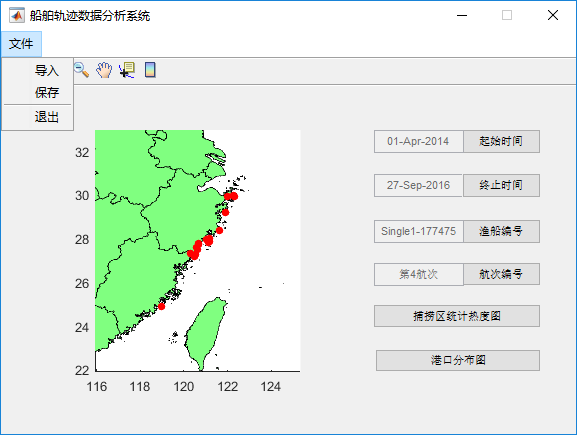 船舶轨迹数据分析系统
文件
导入
保存
退出
32
30
28
26
24
22
116
118
120
122
124
01-Apr-2014 起始时间
27-Sep-2016 终止时间
Single1-177475 渔船编号
第4航次 航次编号
捕捞区统计热度图
港口分布图